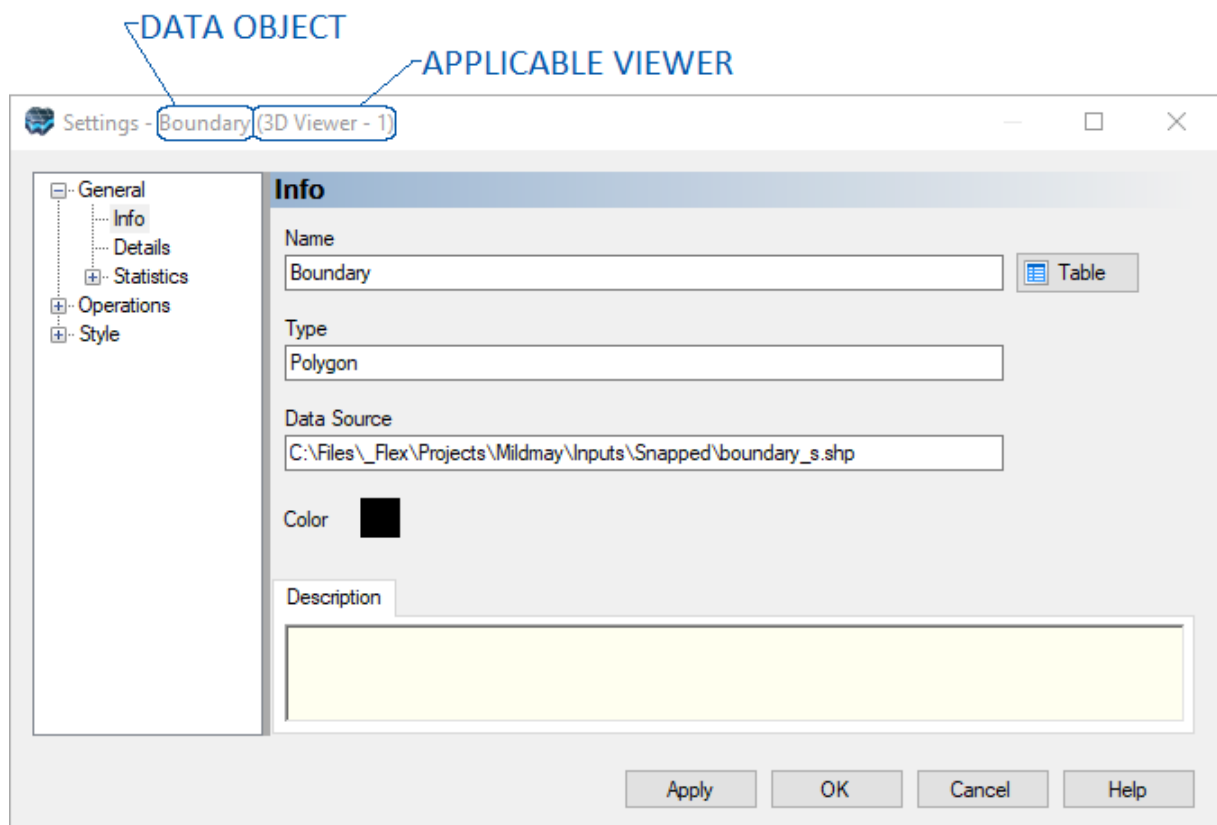 DATA OBJECT
APPLICABLE VIEWER
Settings - Boundary (3D Viewer - 1)
General
Info
Details
Statistics
Operations
Style
Info
Name
Boundary
Table
Type
Polygon
Data Source
C:\Files\_Flex\Projects\Mildmay\Inputs\Snapped\boundary_s.shp
Color
Description
Apply
OK
Cancel
Help